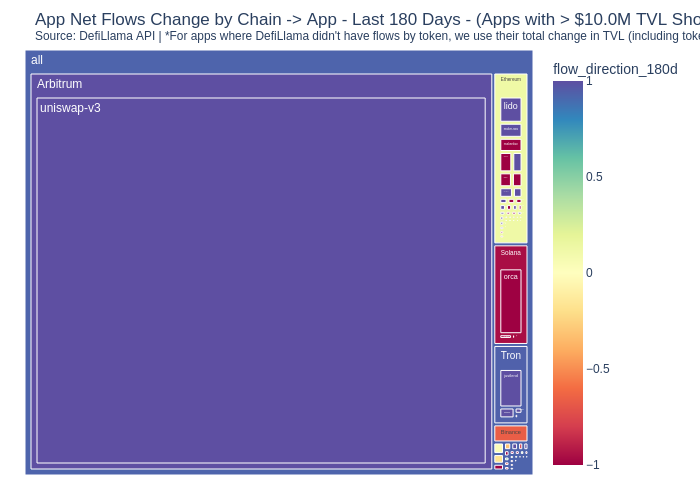 App Net Flows Change by Chain -> App - Last 180 Days - (Apps with > $10.0M TVL Sho
Source: DefiLlama API | *For apps where DefiLlama didn't have flows by token, we use their total change in TVL (including toke
all
Arbitrum
uniswap-v3
Ethereum
lido
Solana
orca
Tron
Binance
flow_direction_180d
1
0.5
0
−0.5
−1